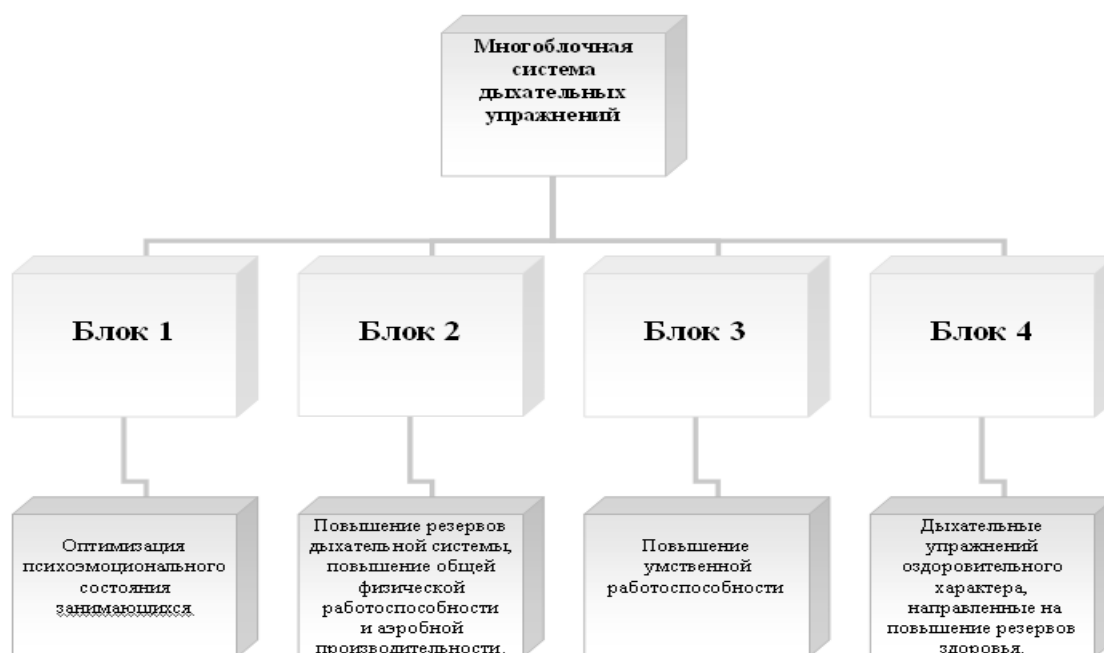 Многоблочная
система
дыхательных
упражнений
Блок 1
Блок 2
Блок 3
Блок 4
Оптимизация
психоэмоционального
состояния
занимающихся
Повышение резервов
дыхательной системы,
повышение общей
физической
работоспособности
и аэробной
производительности.
Повышение
умственной
работоспособности
Дыхательные
упражнений
оздоровительного
характера,
направленные на
повышение резервов
здоровья.